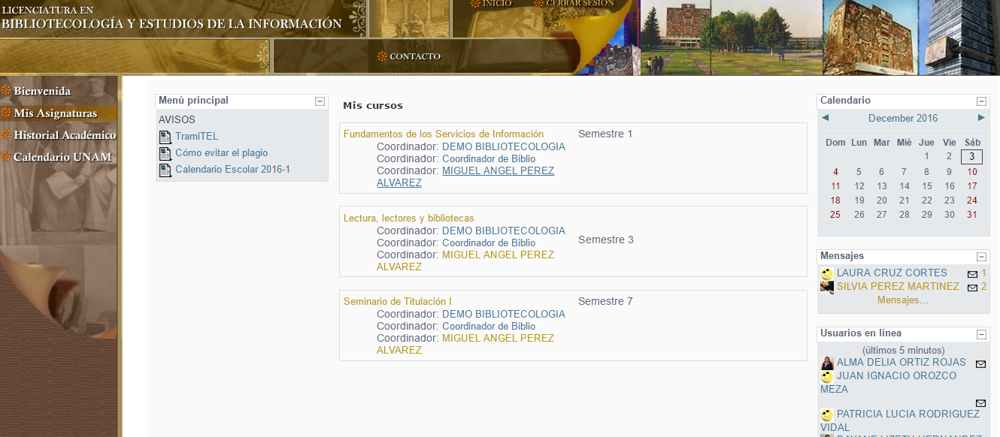 LICENCIATURA EN
BIBLIOTECOLOGÍA Y ESTUDIOS DE LA INFORMACIÓN
INICIO
CERRAR SESIÓN
CONTACTO
Bienvenida
Mis Asignaturas
Historial Académico
Calendario UNAM
Menú principal
AVISOS
TramiTEL
Cómo evitar el plagio
Calendario Escolar 2016-1
Mis cursos
Fundamentos de los Servicios de Información
Semestre 1
Coordinador: DEMO BIBLIOTECOLOGIA
Coordinador: Coordinador de Biblio
Coordinador: MIGUEL ANGEL PEREZ
ALVAREZ
Lectura, lectores y bibliotecas
Coordinador: DEMO BIBLIOTECOLOGIA
Semestre 3
Coordinador: Coordinador de Biblio
Coordinador: MIGUEL ANGEL PEREZ
ALVAREZ
Seminario de Titulación I
Semestre 7
Coordinador: DEMO BIBLIOTECOLOGIA
Coordinador: Coordinador de Biblio
Coordinador: MIGUEL ANGEL PEREZ
ALVAREZ
Calendario
◄ December 2016 ►
Dom Lun Mar Mié Jue Vie Sáb
1 2 3
4 5 6 7 8 9 10
11 12 13 14 15 16 17
18 19 20 21 22 23 24
25 26 27 28 29 30 31
Mensajes
LAURA CRUZ CORTES 1
SILVIA PEREZ MARTINEZ 2
Mensajes...
Usuarios en línea
(últimos 5 minutos)
ALMA DELIA ORTIZ ROJAS
JUAN IGNACIO OROZCO
MEZA
PATRICIA LUCIA RODRIGUEZ
VIDAL